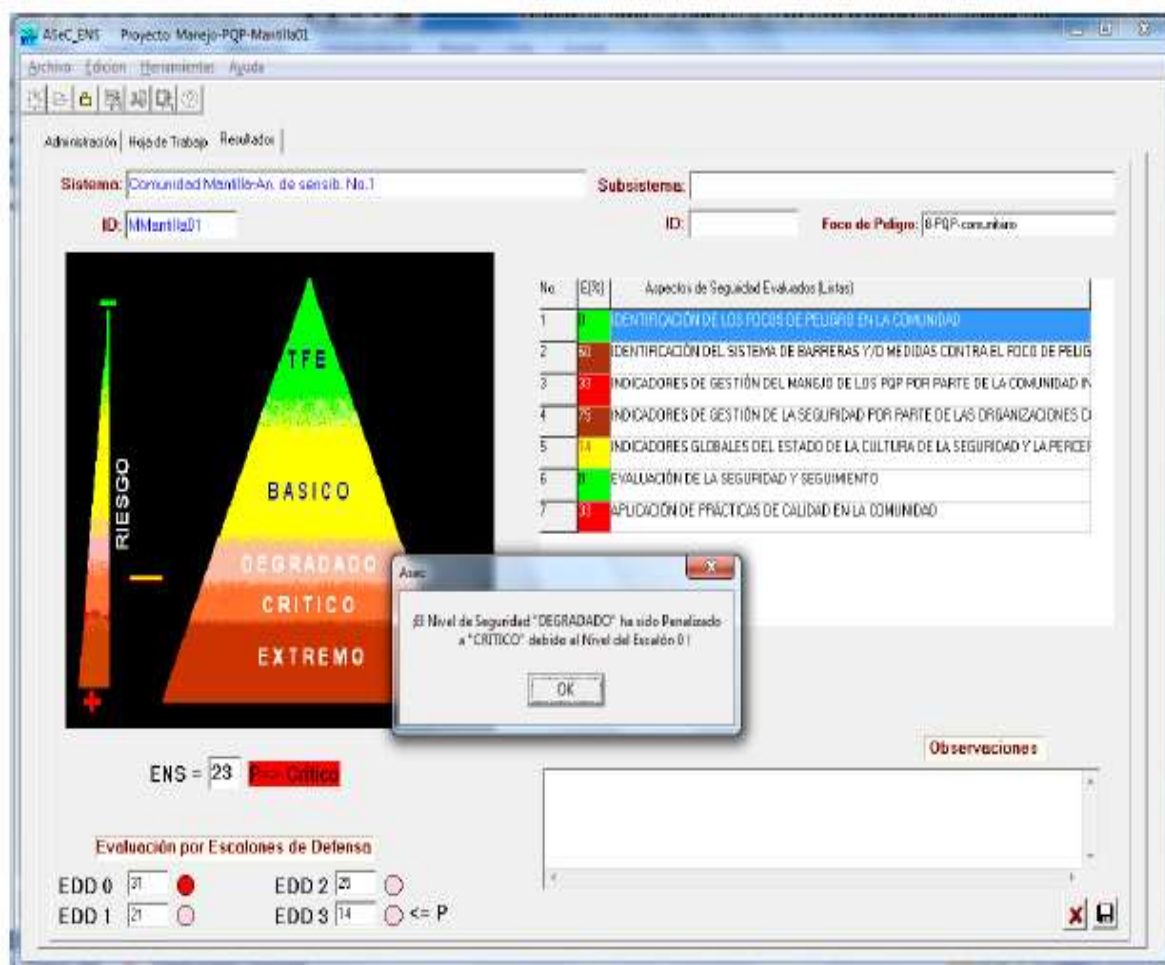 ASeC_ENS Proyecto: Manejo-PQP-Mantilla01
Archivo Edicion Herramientas Ayuda
Administración Hoja de Trabajo Resultados
Sistema: Comunidad Mantilla-An. de sensib. No.1
Subsistema:
ID: MMantilla01
ID:
Foco de Peligro: 8-PQP-comunitario
No. E(%) Aspectos de Seguridad Evaluados (Listas)
1 0 IDENTIFICACIÓN DE LOS FOCOS DE PELIGRO EN LA COMUNIDAD
2 60 IDENTIFICACIÓN DEL SISTEMA DE BARRERAS Y/O MEDIDAS CONTRA EL FOCO DE PELIG
3 33 INDICADORES DE GESTIÓN DEL MANEJO DE LOS PQP POR PARTE DE LA COMUNIDAD IN
4 75 INDICADORES DE GESTIÓN DE LA SEGURIDAD POR PARTE DE LAS ORGANIZACIONES
5 14 INDICADORES GLOBALES DEL ESTADO DE LA CULTURA DE LA SEGURIDAD Y LA PERCEP
6 0 EVALUACIÓN DE LA SEGURIDAD Y SEGUIMIENTO
7 33 APLICACIÓN DE PRÁCTICAS DE CALIDAD EN LA COMUNIDAD
RIESGO
TFE
BASICO
DEGRADADO
CRITICO
EXTREMO
Asec
¡El Nivel de Seguridad "DEGRADADO" ha sido Penalizado
a "CRITICO" debido al Nivel del Escalón 0 !
OK
ENS = 23 P=> Crítico
Observaciones
Evaluación por Escalones de Defensa
EDD 0 31 EDD 2 25
EDD 1 21 EDD 3 14 <= P